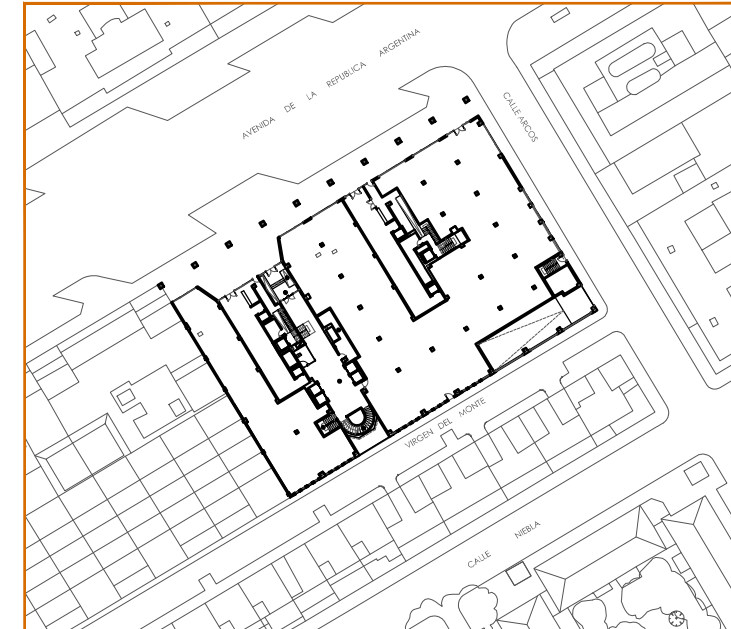 AVENIDA DE LA REPUBLICA ARGENTINA
CALLE ARCOS
VIRGEN DEL MONTE
CALLE NIEBLA